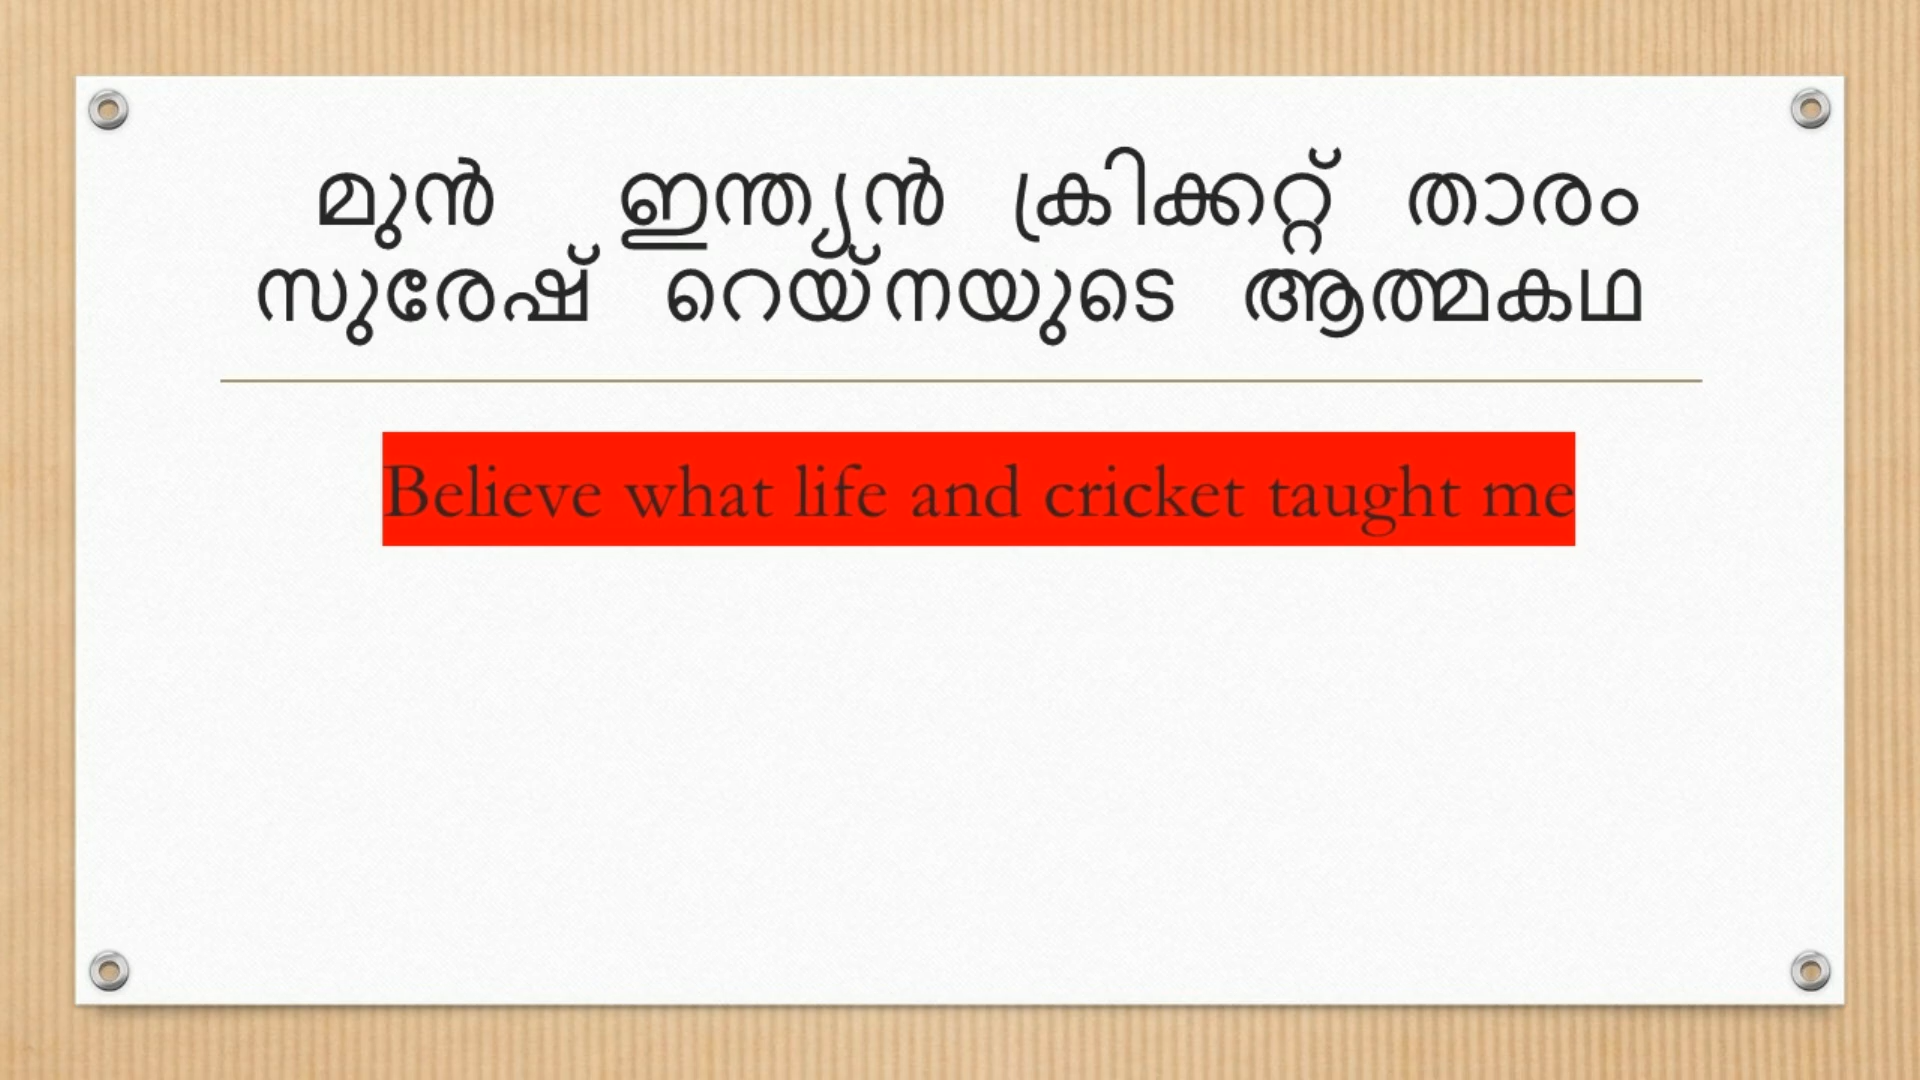 മുൻ ഇന്ത്യൻ ക്രിക്കറ്റ് താരം
സുരേഷ് റെയ്നയുടെ ആത്മകഥ
Believe what life and cricket taught me